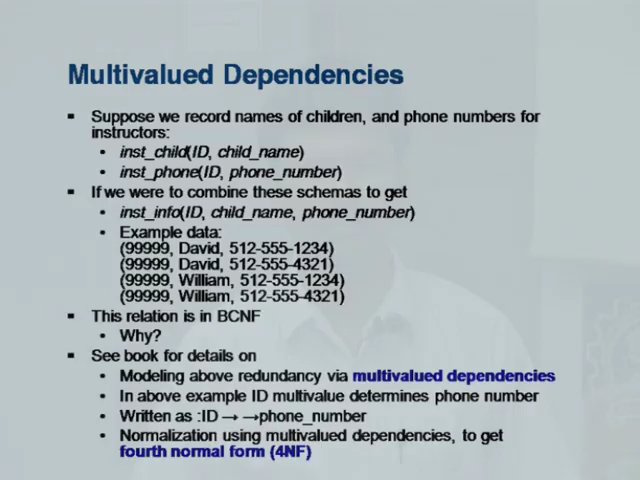 Multivalued Dependencies
▪ Suppose we record names of children, and phone numbers for
instructors:
• inst_child(ID, child_name)
• inst_phone(ID, phone_number)
▪ If we were to combine these schemas to get
• inst_info(ID, child_name, phone_number)
• Example data:
(99999, David, 512-555-1234)
(99999, David, 512-555-4321)
(99999, William, 512-555-1234)
(99999, William, 512-555-4321)
▪ This relation is in BCNF
• Why?
▪ See book for details on
• Modeling above redundancy via multivalued dependencies
• In above example ID multivalue determines phone number
• Written as :ID → →phone_number
• Normalization using multivalued dependencies, to get
fourth normal form (4NF)